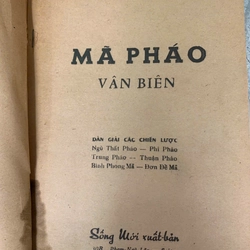 MÃ PHÁO
VÂN BIÊN
DẪN GIẢI CÁC CHIẾN LƯỢC
Ngũ Thất Pháo — Phi Pháo
Trung Pháo — Thuận Pháo
Bình Phong Mã — Đơn Đề Mã
Sống Mới xuất-bản